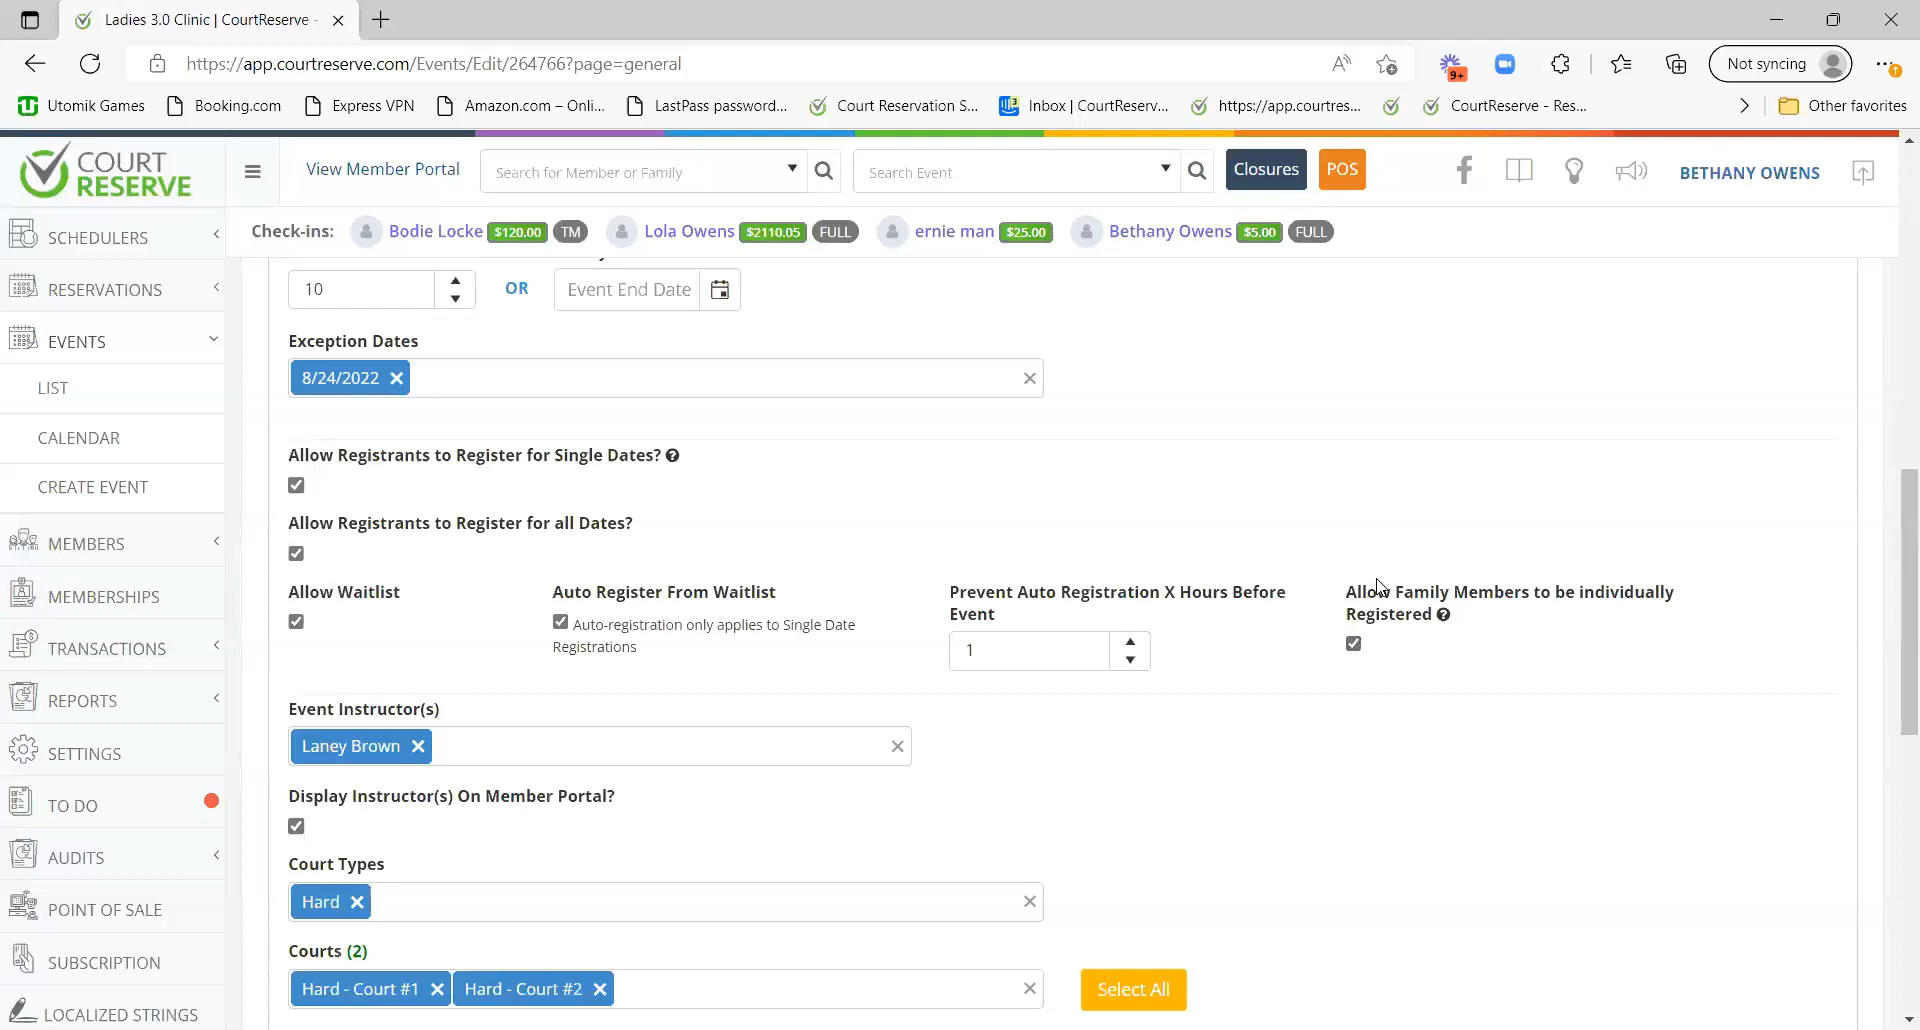 Ladies 3.0 Clinic | CourtReserve -
https://app.courtreserve.com/Events/Edit/264766?page=general
9+
Not syncing
Utomik Games
Booking.com
Express VPN
Amazon.com – Onli...
LastPass password...
Court Reservation S...
Inbox | CourtReserv...
https://app.courtres...
CourtReserve - Res...
Other favorites
COURT
RESERVE
View Member Portal
Search for Member or Family
Search Event
Closures
POS
BETHANY OWENS
Check-ins:
Bodie Locke $120.00 TM
Lola Owens $2110.05 FULL
ernie man $25.00
Bethany Owens $5.00 FULL
SCHEDULERS
RESERVATIONS
EVENTS
LIST
CALENDAR
CREATE EVENT
MEMBERS
MEMBERSHIPS
TRANSACTIONS
REPORTS
SETTINGS
TO DO
AUDITS
POINT OF SALE
SUBSCRIPTION
LOCALIZED STRINGS
10
OR
Event End Date
Exception Dates
8/24/2022
Allow Registrants to Register for Single Dates?
Allow Registrants to Register for all Dates?
Allow Waitlist
Auto Register From Waitlist
Auto-registration only applies to Single Date
Registrations
Prevent Auto Registration X Hours Before
Event
1
Allow Family Members to be individually
Registered
Event Instructor(s)
Laney Brown
Display Instructor(s) On Member Portal?
Court Types
Hard
Courts (2)
Hard - Court #1
Hard - Court #2
Select All